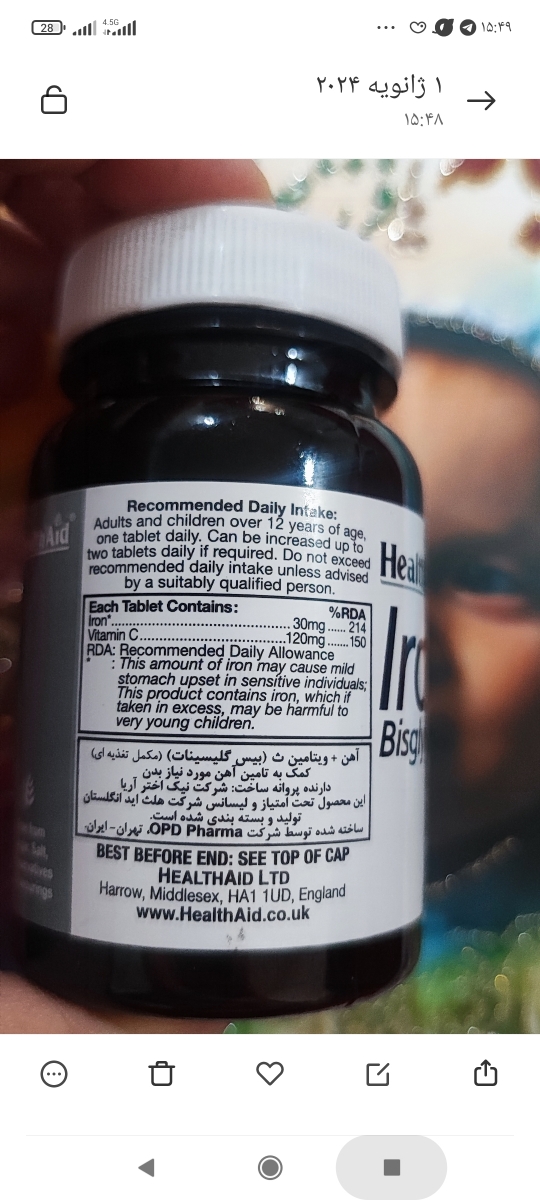 28
4.5G
۱۵:۴۹
۱ ژانویه ۲۰۲۴
۱۵:۴۸
Aid
Recommended Daily Intake:
Adults and children over 12 years of age,
one tablet daily. Can be increased up to
two tablets daily if required. Do not exceed
recommended daily intake unless advised
by a suitably qualified person.
Each Tablet Contains: %RDA
Iron*..........30mg......214
Vitamin C..........120mg.......150
RDA: Recommended Daily Allowance
* : This amount of iron may cause mild
stomach upset in sensitive individuals;
This product contains iron, which if
taken in excess, may be harmful to
very young children.
آهن + ویتامین ث (بیس گلیسینات) (مکمل تغذیه ای)
کمک به تامین آهن مورد نیاز بدن
دارنده پروانه ساخت: شرکت نیک اختر آریا
این محصول تحت امتیاز و لیسانس شرکت هلث اید انگلستان
تولید و بسته بندی شده است.
ساخته شده توسط شرکت OPD Pharma، تهران-ایران.
BEST BEFORE END: SEE TOP OF CAP
HEALTHAID LTD
Harrow, Middlesex, HA1 1UD, England
www.HealthAid.co.uk
Heal
Iro
Bisgly